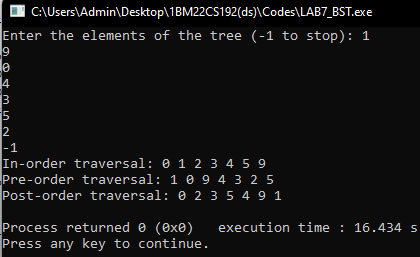 C:\Users\Admin\Desktop\1BM22CS192(ds)\Codes\LAB7_BST.exe
Enter the elements of the tree (-1 to stop): 1
9
0
4
3
5
2
-1
In-order traversal: 0 1 2 3 4 5 9
Pre-order traversal: 1 0 9 4 3 2 5
Post-order traversal: 0 2 3 5 4 9 1
Process returned 0 (0x0)   execution time : 16.434 s
Press any key to continue.